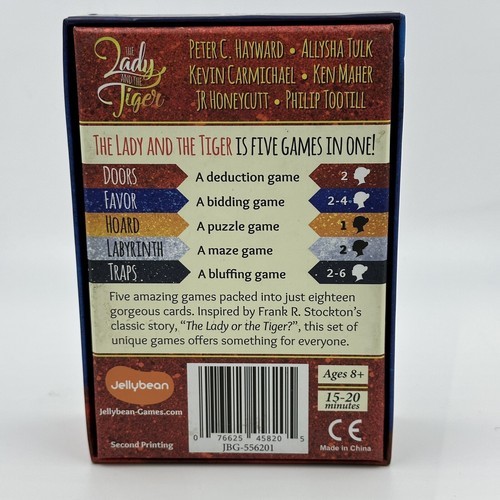 THE
Lady
AND THE
Tiger
PETER C. HAYWARD • ALLYSHA TULK
KEVIN CARMICHAEL • KEN MAHER
JR HONEYCUTT • PHILIP TOOTILL
THE LADY AND THE TIGER IS FIVE GAMES IN ONE!
DOORS A deduction game 2
FAVOR A bidding game 2-4
HOARD A puzzle game 1
LABYRINTH A maze game 2
TRAPS A bluffing game 2-6
Five amazing games packed into just eighteen
gorgeous cards. Inspired by Frank R. Stockton's
classic story, "The Lady or the Tiger?", this set of
unique games offers something for everyone.
Jellybean
Jellybean-Games.com
Second Printing
0 76625 45820 5
JBG-556201
Ages 8+
15-20
minutes
CE
Made in China